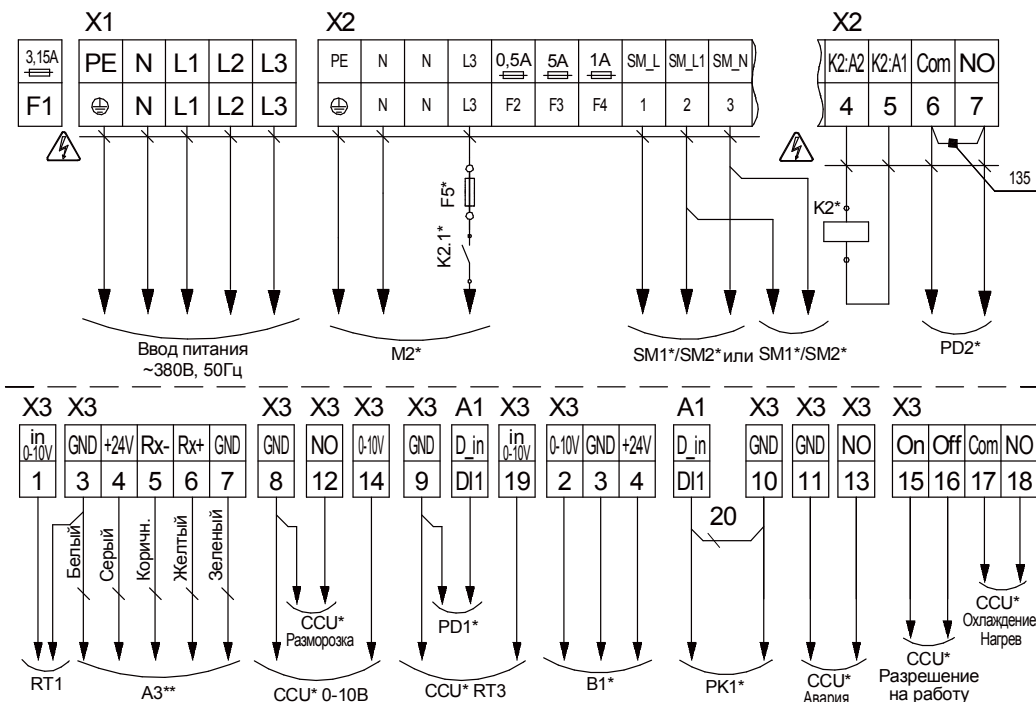 X1 X2 X2
3,15A PE N L1 L2 L3 PE N N L3 0,5A 5A 1A SM_L SM_L1 SM_N K2:A2 K2:A1 Com NO
F1 N L1 L2 L3 N N L3 F2 F3 F4 1 2 3 4 5 6 7
135
F5* K2*
K2.1*
Ввод питания
~380В, 50Гц
M2* SM1*/SM2* или SM1*/SM2* PD2*
X3 X3 X3 X3 X3 X3 A1 X3 X3 A1 X3 X3 X3 X3
in 0-10V GND +24V Rx- Rx+ GND GND NO 0-10V GND D_in in 0-10V 0-10V GND +24V D_in GND GND NO On Off Com NO
1 3 4 5 6 7 8 12 14 9 DI1 19 2 3 4 DI1 10 11 13 15 16 17 18
20
Белый Серый Коричн. Желтый Зеленый
CCU*
Разморозка
PD1*
CCU*
Охлаждение
Нагрев
RT1 A3** CCU* 0-10В CCU* RT3 B1* PK1*
CCU*
Авария
CCU*
Разрешение
на работу